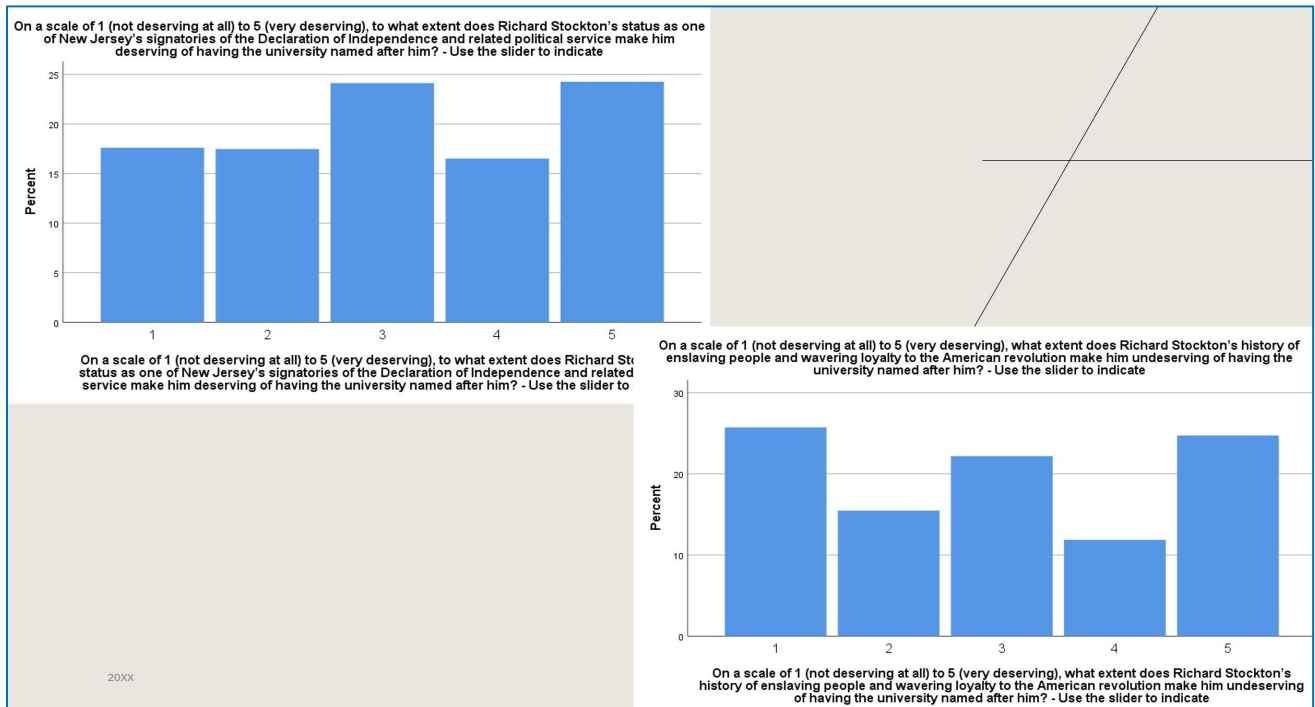 On a scale of 1 (not deserving at all) to 5 (very deserving), to what extent does Richard Stockton's status as one
of New Jersey's signatories of the Declaration of Independence and related political service make him
deserving of having the university named after him? - Use the slider to indicate
25
20
15
10
5
0
Percent
1 2 3 4 5
On a scale of 1 (not deserving at all) to 5 (very deserving), to what extent does Richard Sto
status as one of New Jersey's signatories of the Declaration of Independence and related
service make him deserving of having the university named after him? - Use the slider to
On a scale of 1 (not deserving at all) to 5 (very deserving), what extent does Richard Stockton's history of
enslaving people and wavering loyalty to the American revolution make him undeserving of having the
university named after him? - Use the slider to indicate
30
20
10
0
Percent
1 2 3 4 5
On a scale of 1 (not deserving at all) to 5 (very deserving), what extent does Richard Stockton's
history of enslaving people and wavering loyalty to the American revolution make him undeserving
of having the university named after him? - Use the slider to indicate
20XX